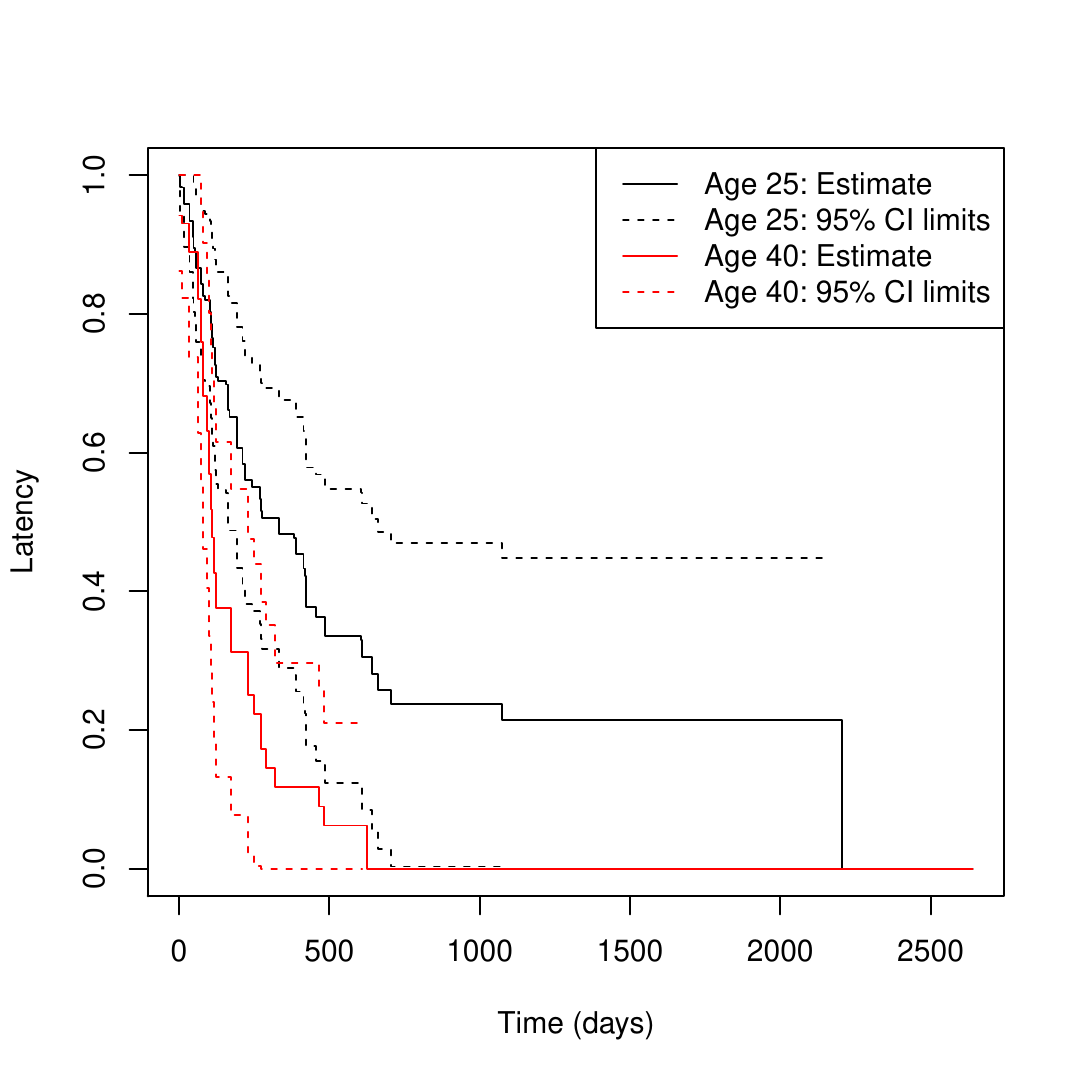 Age 25: Estimate
Age 25: 95% CI limits
Age 40: Estimate
Age 40: 95% CI limits
Latency
1.0
0.8
0.6
0.4
0.2
0.0
0 500 1000 1500 2000 2500
Time (days)